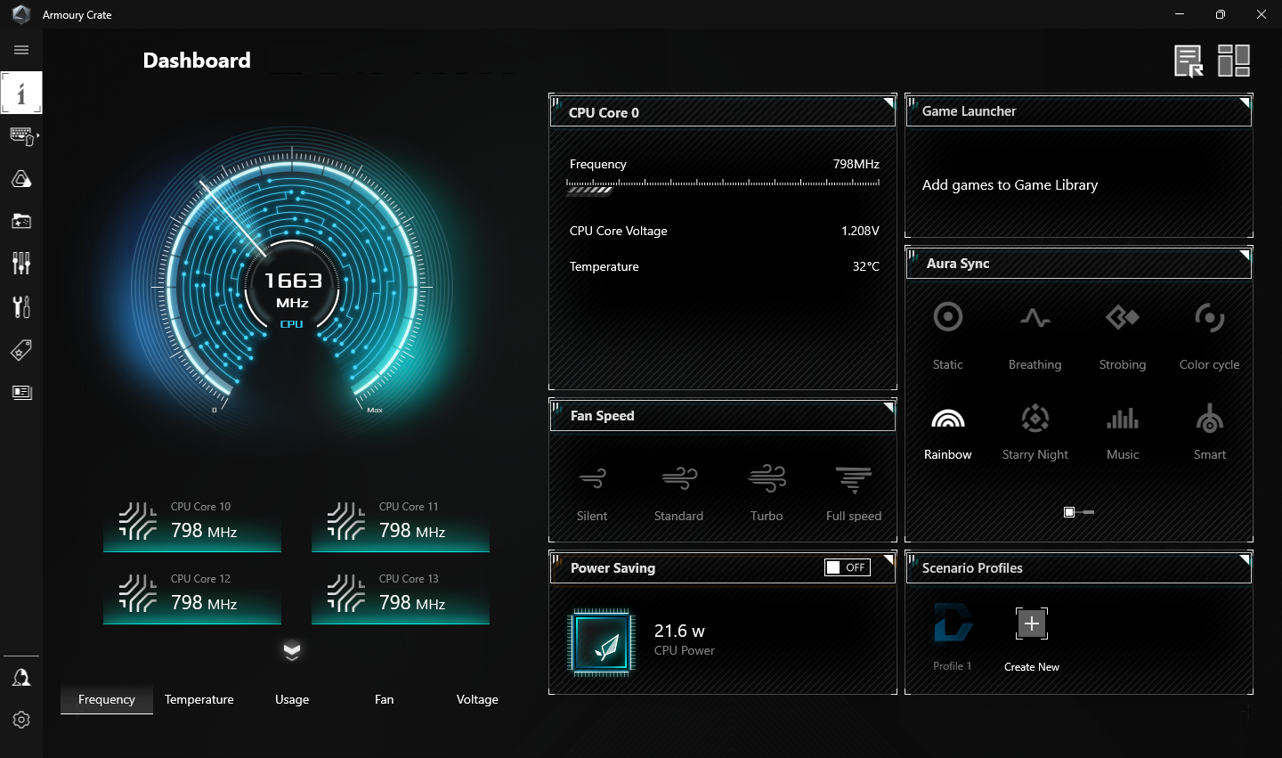 Armoury Crate
Dashboard
1663
MHz
CPU
0
Max
CPU Core 10
798 MHz
CPU Core 11
798 MHz
CPU Core 12
798 MHz
CPU Core 13
798 MHz
Frequency
Temperature
Usage
Fan
Voltage
CPU Core 0
Frequency 798MHz
CPU Core Voltage 1.208V
Temperature 32°C
Fan Speed
Silent
Standard
Turbo
Full speed
Power Saving
OFF
21.6 w
CPU Power
Game Launcher
Add games to Game Library
Aura Sync
Static
Breathing
Strobing
Color cycle
Rainbow
Starry Night
Music
Smart
Scenario Profiles
Profile 1
Create New